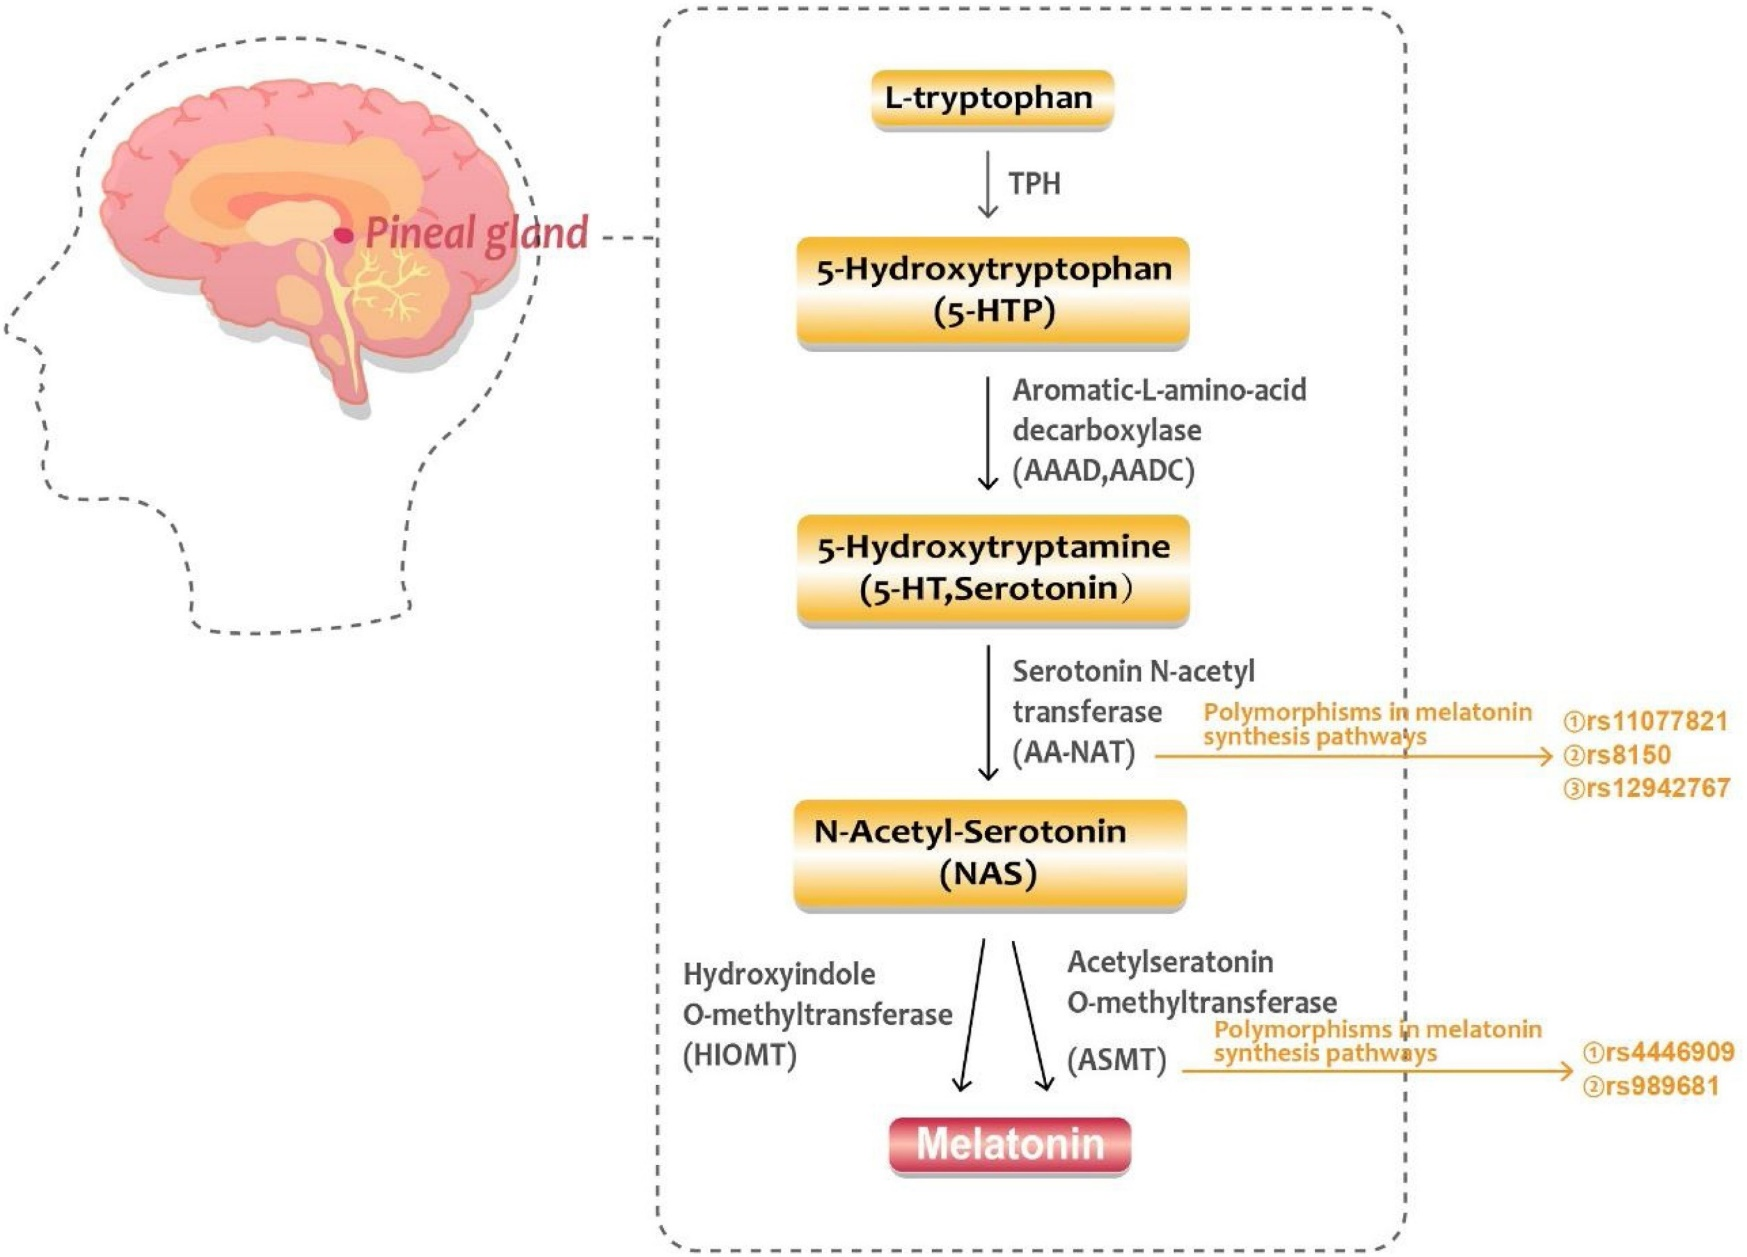 Pineal gland
L-tryptophan
TPH
5-Hydroxytryptophan
(5-HTP)
Aromatic-L-amino-acid
decarboxylase
(AAAD,AADC)
5-Hydroxytryptamine
(5-HT,Serotonin）
Serotonin N-acetyl
transferase
(AA-NAT)
Polymorphisms in melatonin
synthesis pathways
①rs11077821
②rs8150
③rs12942767
N-Acetyl-Serotonin
(NAS)
Hydroxyindole
O-methyltransferase
(HIOMT)
Acetylseratonin
O-methyltransferase
(ASMT)
Polymorphisms in melatonin
synthesis pathways
①rs4446909
②rs989681
Melatonin